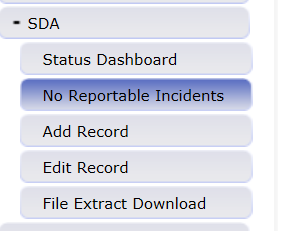 SDA
Status Dashboard
No Reportable Incidents
Add Record
Edit Record
File Extract Download